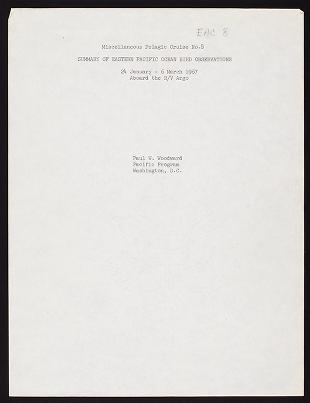 ENC 8
Miscellaneous Pelagic Cruise No.8
SUMMARY OF EASTERN PACIFIC OCEAN BIRD OBSERVATIONS
24 January - 6 March 1967
Aboard the R/V Argo
Paul W. Woodward
Pacific Program
Washington, D.C.